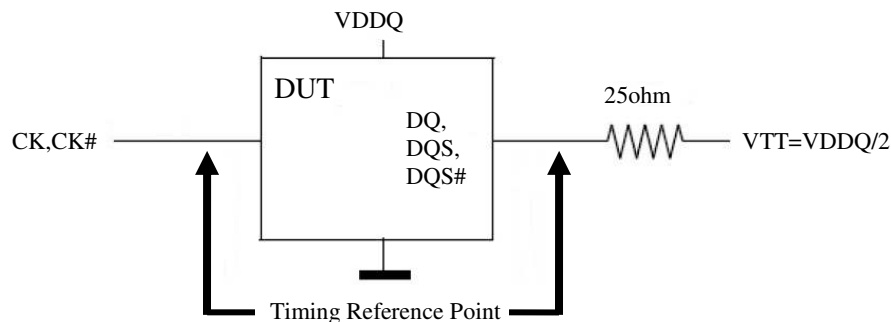 VDDQ
DUT
25ohm
CK,CK#
DQ,
DQS,
DQS#
VTT=VDDQ/2
Timing Reference Point